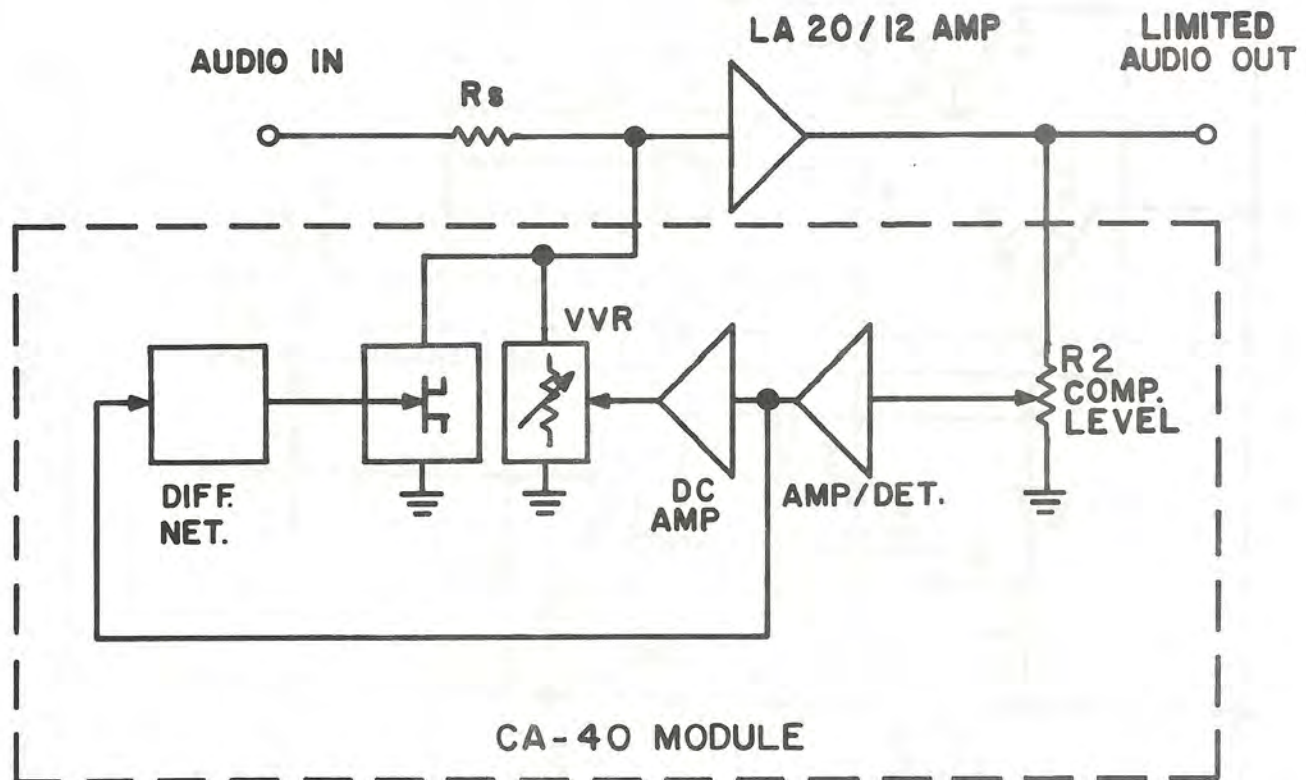 LA 20/12 AMP
LIMITED
AUDIO OUT
AUDIO IN
Rs
VVR
R2
COMP.
LEVEL
DIFF.
NET.
DC
AMP
AMP/DET.
CA-40 MODULE